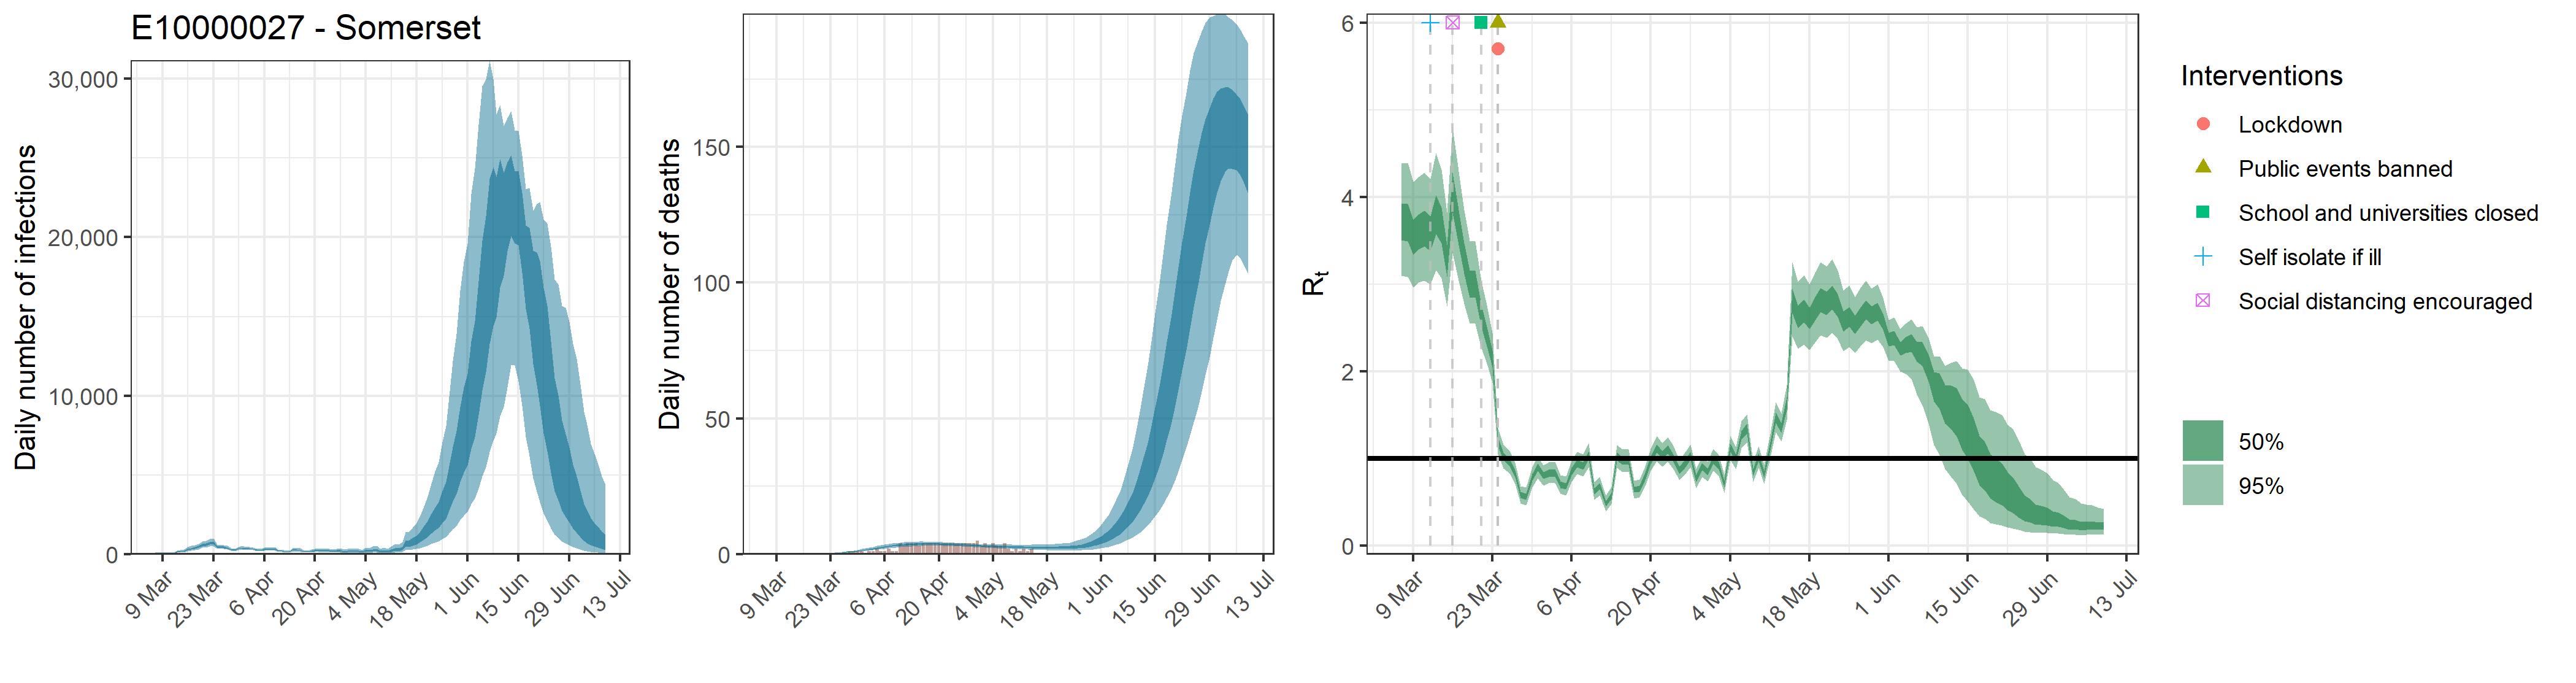 E10000027 - Somerset
Daily number of infections
30,000
20,000
10,000
0
9 Mar
23 Mar
6 Apr
20 Apr
4 May
18 May
1 Jun
15 Jun
29 Jun
13 Jul
Daily number of deaths
150
100
50
0
9 Mar
23 Mar
6 Apr
20 Apr
4 May
18 May
1 Jun
15 Jun
29 Jun
13 Jul
Rt
6
4
2
0
9 Mar
23 Mar
6 Apr
20 Apr
4 May
18 May
1 Jun
15 Jun
29 Jun
13 Jul
Interventions
Lockdown
Public events banned
School and universities closed
Self isolate if ill
Social distancing encouraged
50%
95%